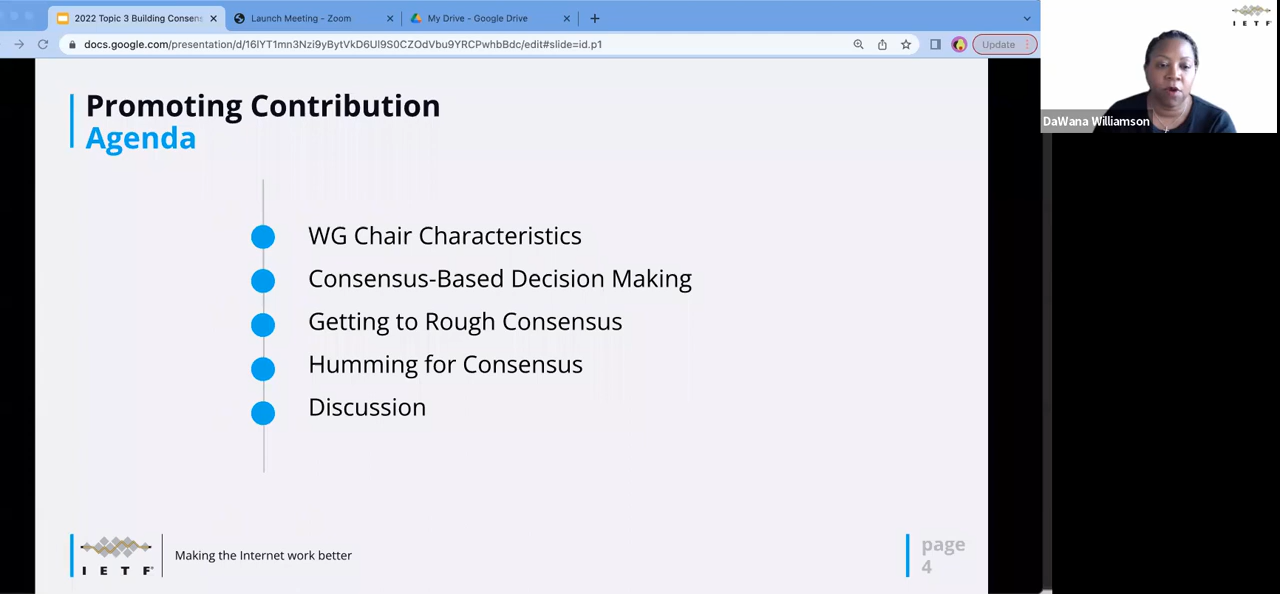 2022 Topic 3 Building Consens
Launch Meeting - Zoom
My Drive - Google Drive
docs.google.com/presentation/d/16lYT1mn3Nzi9yBytVkD6Ul9S0CZOdVbu9YRCPwhbBdc/edit#slide=id.p1
Update
IETF
DaWana Williamson
Promoting Contribution
Agenda
WG Chair Characteristics
Consensus-Based Decision Making
Getting to Rough Consensus
Humming for Consensus
Discussion
IETF
Making the Internet work better
page
4